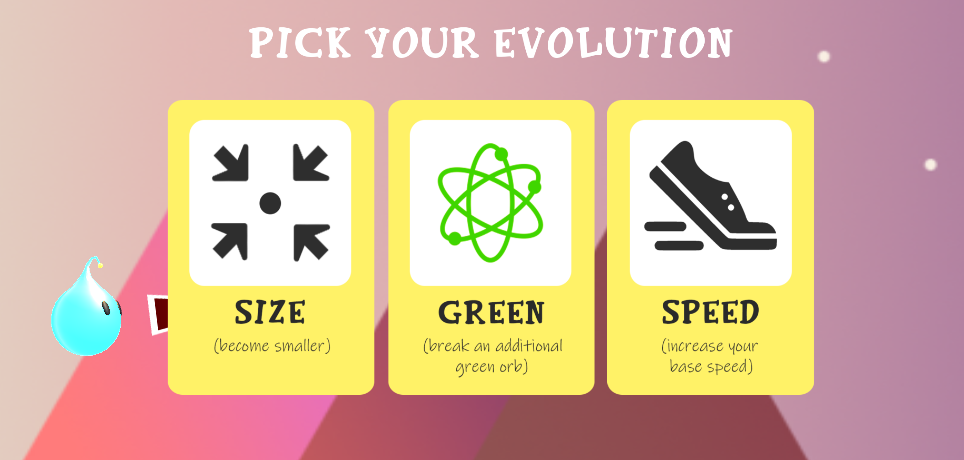 PICK YOUR EVOLUTION
SIZE
(become smaller)
GREEN
(break an additional
green orb)
SPEED
(increase your
base speed)